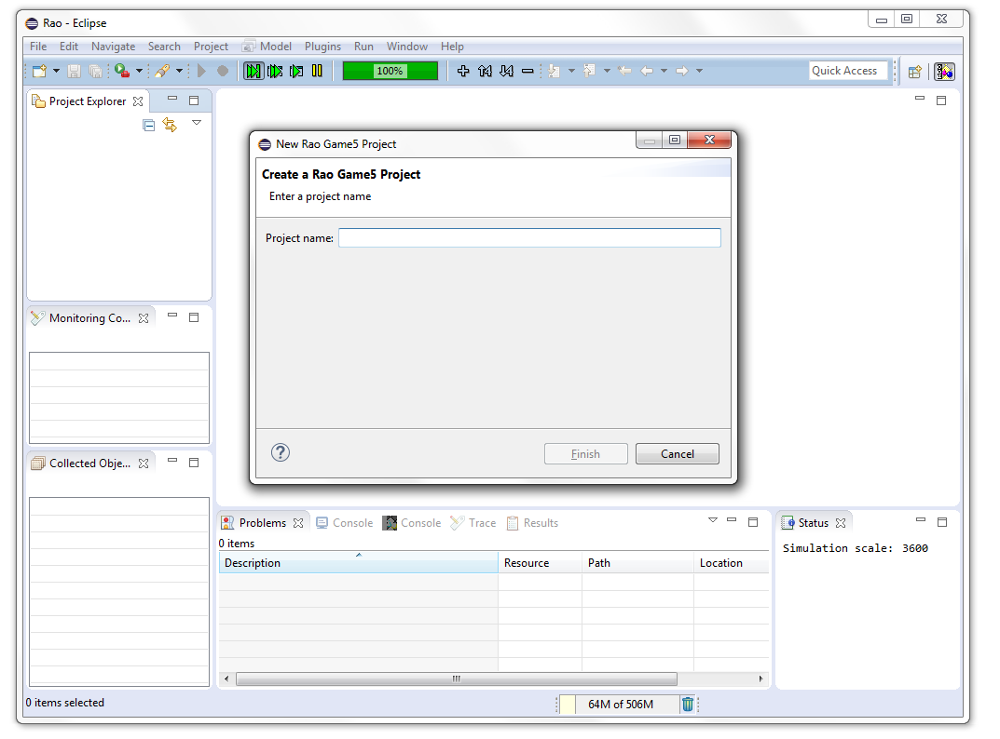 Rao - Eclipse
File Edit Navigate Search Project Model Plugins Run Window Help
100%
Quick Access
Project Explorer
New Rao Game5 Project
Create a Rao Game5 Project
Enter a project name
Project name:
Finish
Cancel
Monitoring Co...
Collected Obje...
Problems Console Console Trace Results
0 items
Description Resource Path Location
Status
Simulation scale: 3600
0 items selected
64M of 506M